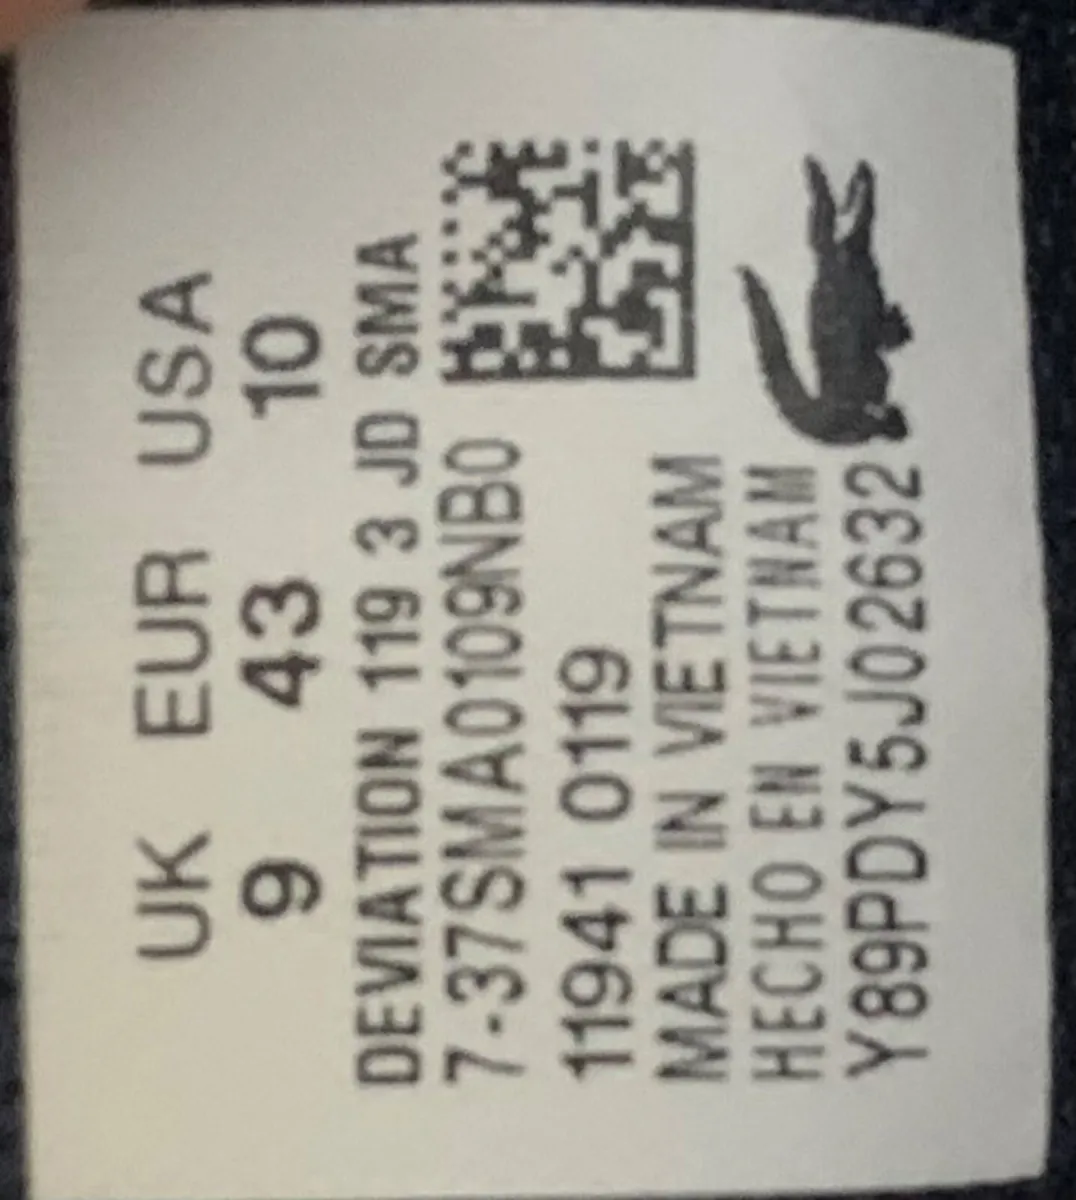 UK EUR USA
9 43 10
DEVIATION 119 3 JD SMA
7-37SMA0109NB0
11941 0119
MADE IN VIETNAM
HECHO EN VIETNAM
Y89PDY5J02632